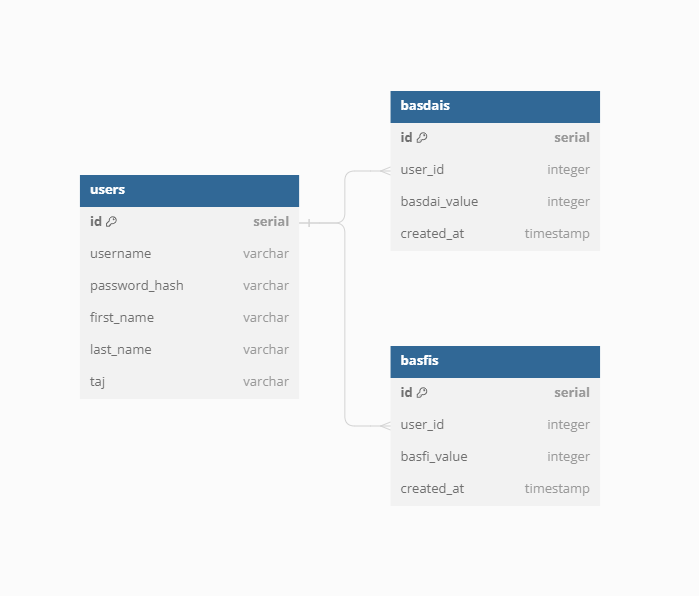 users
id serial
username varchar
password_hash varchar
first_name varchar
last_name varchar
taj varchar
basdais
id serial
user_id integer
basdai_value integer
created_at timestamp
basfis
id serial
user_id integer
basfi_value integer
created_at timestamp